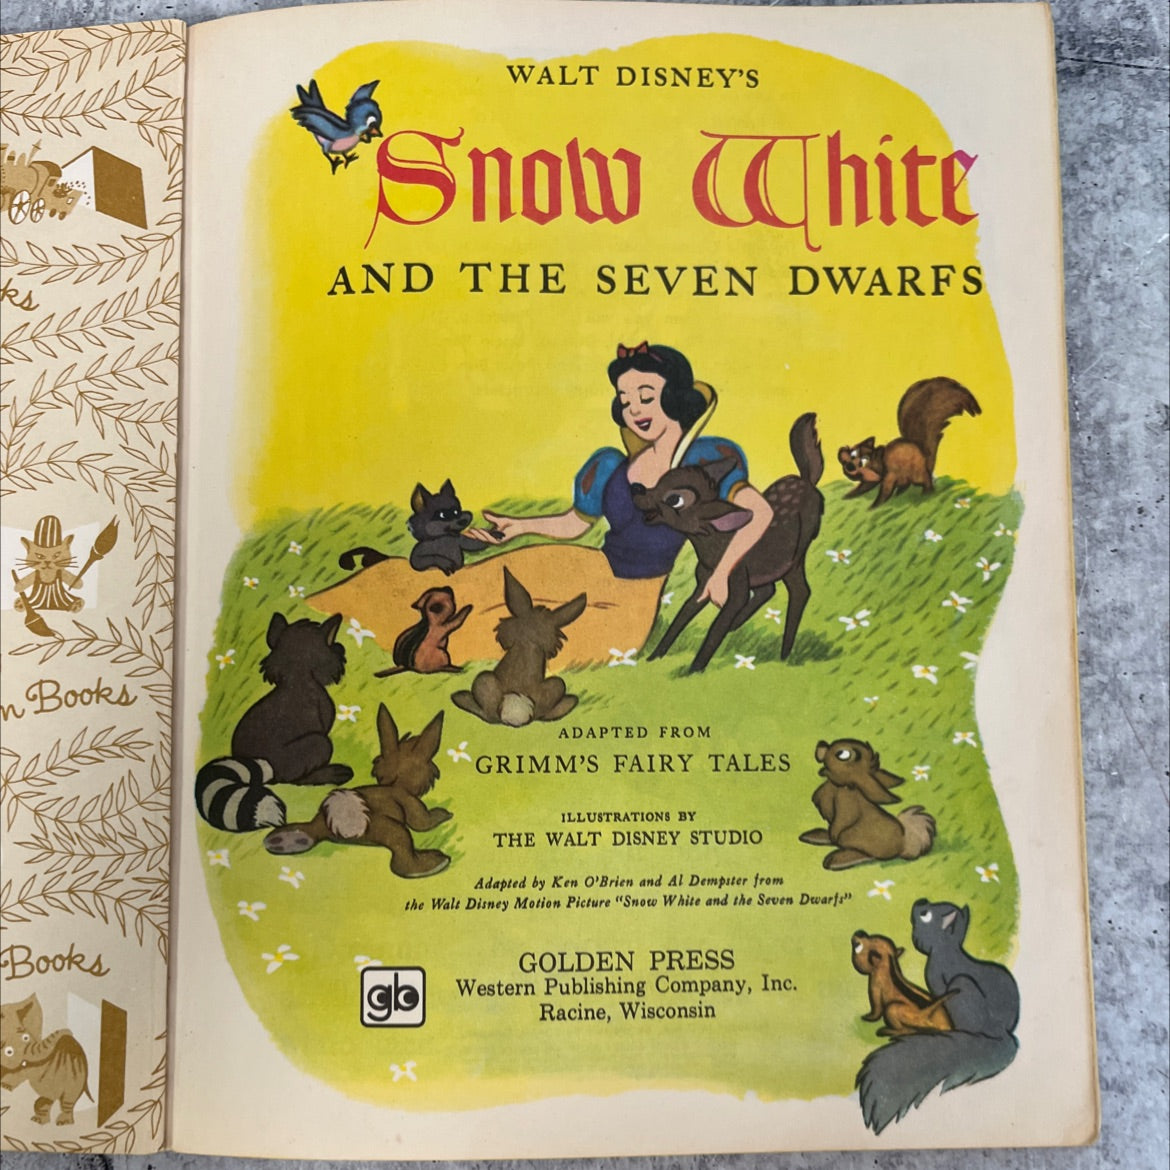 WALT DISNEY'S
Snow White
AND THE SEVEN DWARFS
ADAPTED FROM
GRIMM'S FAIRY TALES
ILLUSTRATIONS BY
THE WALT DISNEY STUDIO
Adapted by Ken O'Brien and Al Dempster from
the Walt Disney Motion Picture "Snow White and the Seven Dwarfs"
GOLDEN PRESS
Western Publishing Company, Inc.
Racine, Wisconsin
gb
Books
Books